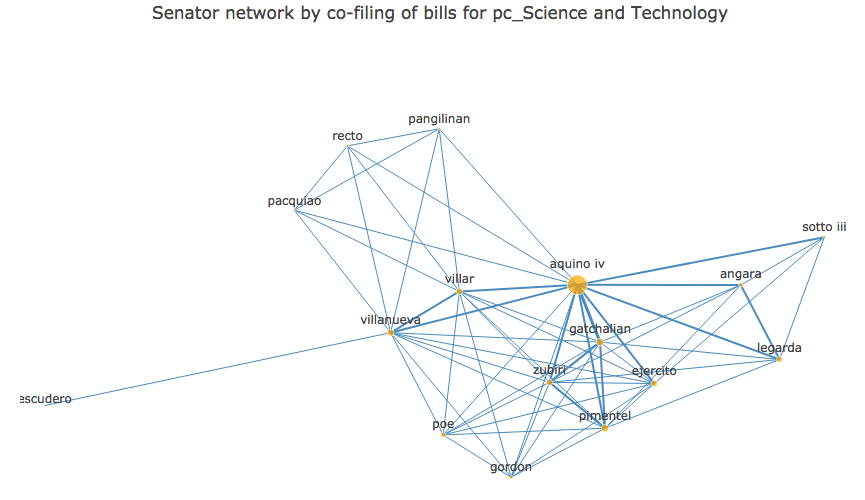 Senator network by co-filing of bills for pc_Science and Technology
pangilinan
recto
pacquiao
sotto iii
aquino iv
angara
villar
villanueva
gatchalian
legarda
zubiri
ejercito
escudero
pimentel
poe
gordon